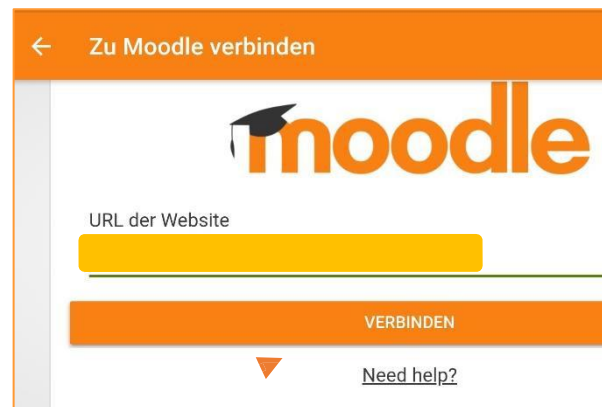 Zu Moodle verbinden
moodle
URL der Website
VERBINDEN
Need help?